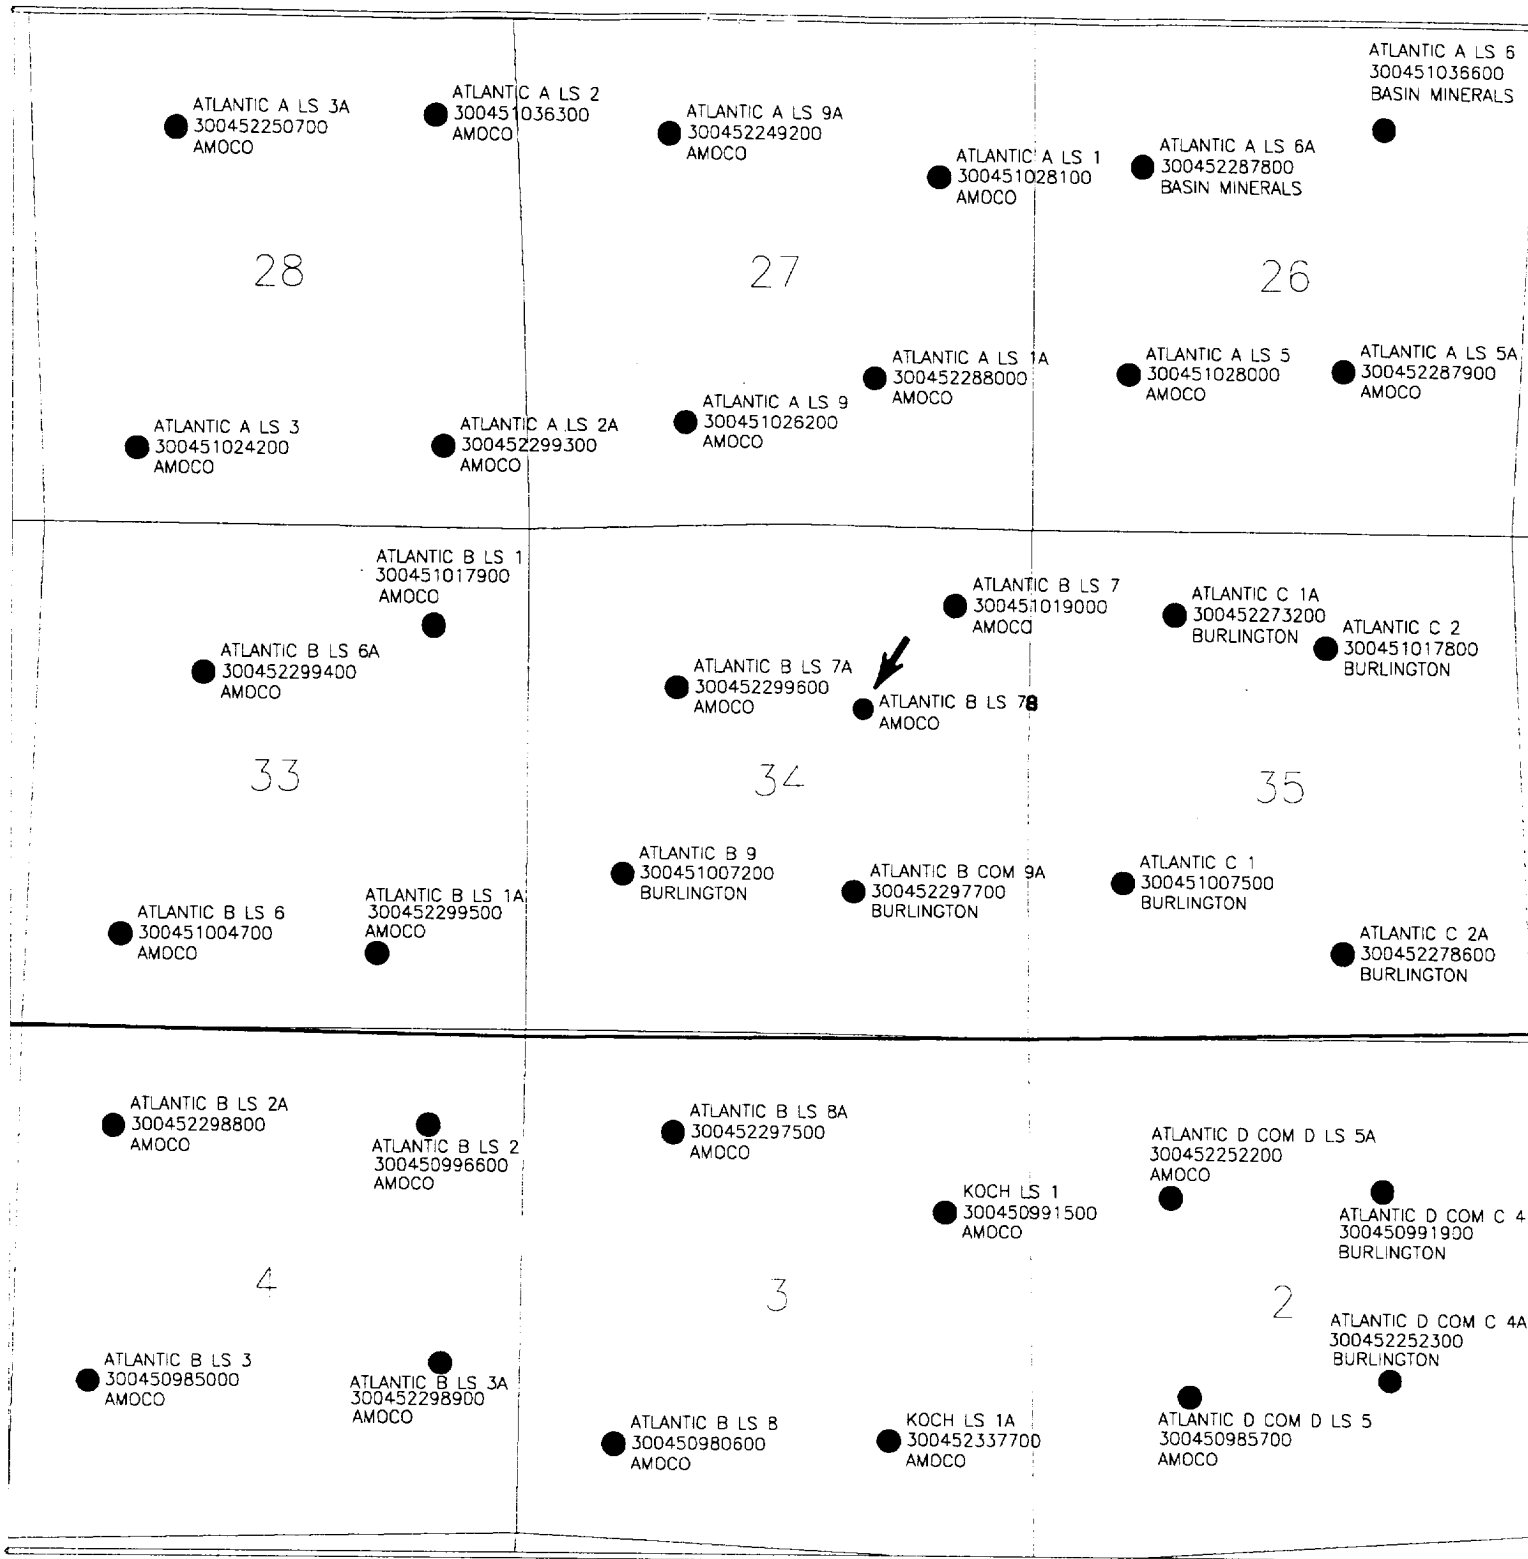 ATLANTIC A LS 3A
300452250700
AMOCO
ATLANTIC A LS 2
300451036300
AMOCO
ATLANTIC A LS 9A
300452249200
AMOCO
ATLANTIC A LS 1
300451028100
AMOCO
ATLANTIC A LS 6A
300452287800
BASIN MINERALS
ATLANTIC A LS 6
300451036600
BASIN MINERALS
28
27
26
ATLANTIC A LS 3
300451024200
AMOCO
ATLANTIC A LS 2A
300452299300
AMOCO
ATLANTIC A LS 9
300451026200
AMOCO
ATLANTIC A LS 1A
300452288000
AMOCO
ATLANTIC A LS 5
300451028000
AMOCO
ATLANTIC A LS 5A
300452287900
AMOCO
ATLANTIC B LS 1
300451017900
AMOCO
ATLANTIC B LS 6A
300452299400
AMOCO
ATLANTIC B LS 7A
300452299600
AMOCO
ATLANTIC B LS 7
300451019000
AMOCO
ATLANTIC B LS 7B
AMOCO
ATLANTIC C 1A
300452273200
BURLINGTON
ATLANTIC C 2
300451017800
BURLINGTON
33
34
35
ATLANTIC B LS 6
300451004700
AMOCO
ATLANTIC B LS 1A
300452299500
AMOCO
ATLANTIC B 9
300451007200
BURLINGTON
ATLANTIC B COM 9A
300452297700
BURLINGTON
ATLANTIC C 1
300451007500
BURLINGTON
ATLANTIC C 2A
300452278600
BURLINGTON
ATLANTIC B LS 2A
300452298800
AMOCO
ATLANTIC B LS 2
300450996600
AMOCO
ATLANTIC B LS 8A
300452297500
AMOCO
KOCH LS 1
300450991500
AMOCO
ATLANTIC D COM D LS 5A
300452252200
AMOCO
ATLANTIC D COM C 4
300450991900
BURLINGTON
4
3
2
ATLANTIC B LS 3
300450985000
AMOCO
ATLANTIC B LS 3A
300452298900
AMOCO
ATLANTIC B LS 8
300450980600
AMOCO
KOCH LS 1A
300452337700
AMOCO
ATLANTIC D COM D LS 5
300450985700
AMOCO
ATLANTIC D COM C 4A
300452252300
BURLINGTON